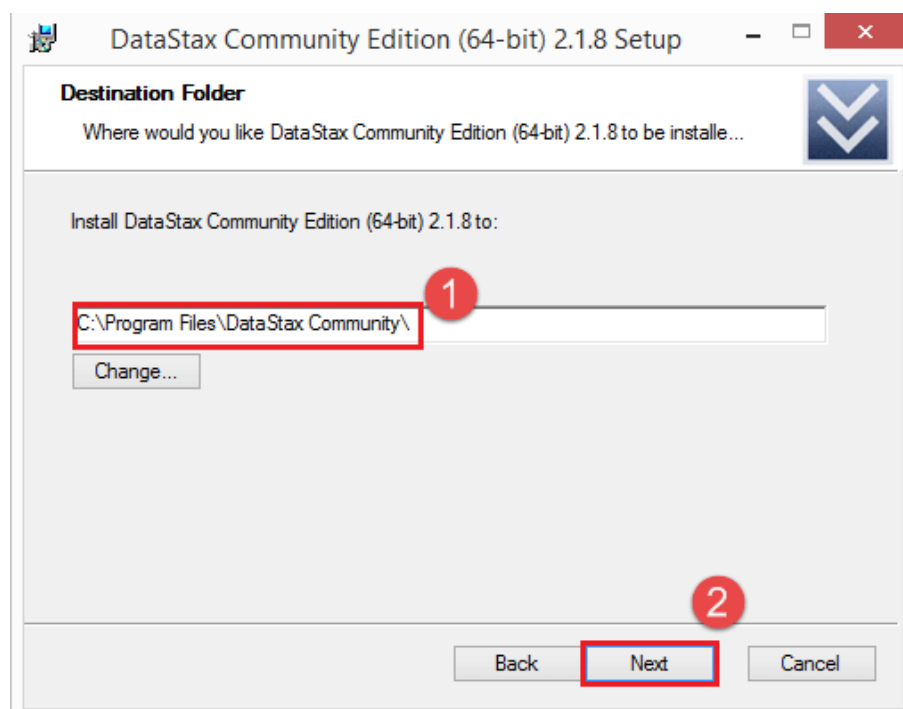 DataStax Community Edition (64-bit) 2.1.8 Setup
Destination Folder
Where would you like DataStax Community Edition (64-bit) 2.1.8 to be installe...
Install DataStax Community Edition (64-bit) 2.1.8 to:
1
C:\Program Files\DataStax Community\
Change...
2
Back Next Cancel